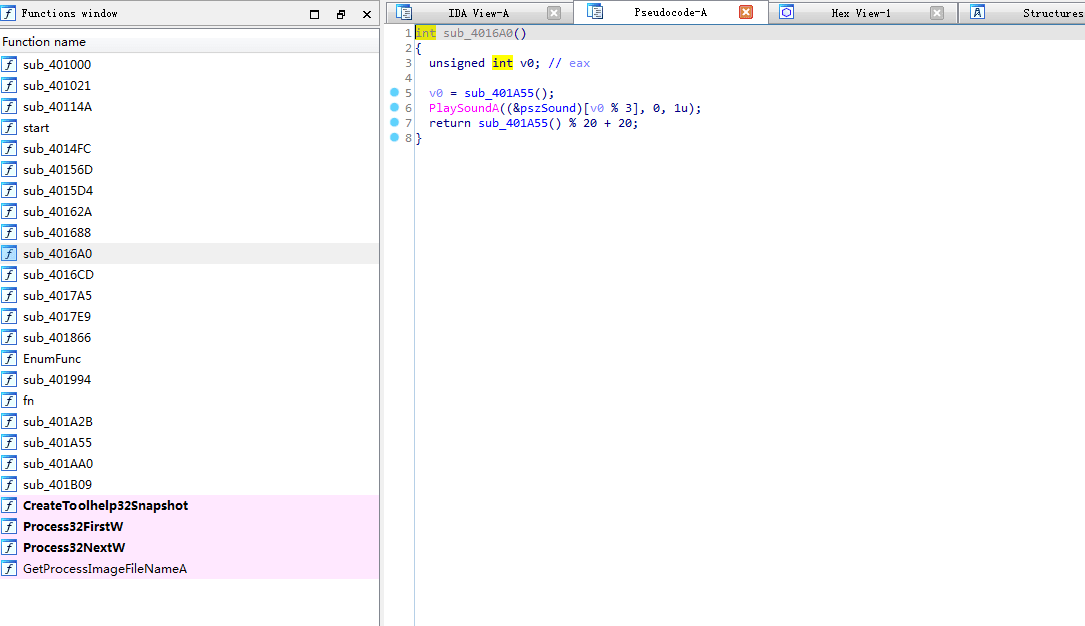 Functions window
Function name
sub_401000
sub_401021
sub_40114A
start
sub_4014FC
sub_40156D
sub_4015D4
sub_40162A
sub_401688
sub_4016A0
sub_4016CD
sub_4017A5
sub_4017E9
sub_401866
EnumFunc
sub_401994
fn
sub_401A2B
sub_401A55
sub_401AA0
sub_401B09
CreateToolhelp32Snapshot
Process32FirstW
Process32NextW
GetProcessImageFileNameA
IDA View-A
Pseudocode-A
Hex View-1
Structures
1 int sub_4016A0()
2 {
3 unsigned int v0; // eax
4
5 v0 = sub_401A55();
6 PlaySoundA((&pszSound)[v0 % 3], 0, 1u);
7 return sub_401A55() % 20 + 20;
8 }